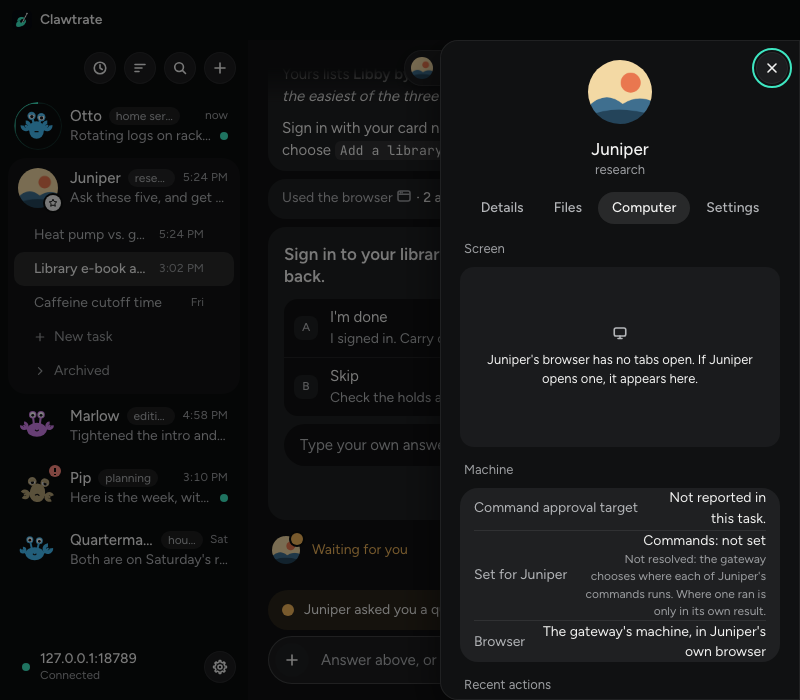 Clawtrate
Otto home ser... now
Rotating logs on rack...
Juniper rese... 5:24 PM
Ask these five, and get ...
Heat pump vs. g... 5:24 PM
Library e-book a... 3:02 PM
Caffeine cutoff time Fri
+ New task
> Archived
Marlow editi... 4:58 PM
Tightened the intro and...
Pip planning 3:10 PM
Here is the week, wit...
Quarterma... hou... Sat
Both are on Saturday's r...
127.0.0.1:18789
Connected
Yours lists Libby by
the easiest of the three
Sign in with your card n
choose Add a library
Used the browser · 2 a
Sign in to your librar
back.
A I'm done
I signed in. Carry
B Skip
Check the holds a
Type your own answe
Waiting for you
Juniper asked you a q
+ Answer above, or
Juniper
research
Details Files Computer Settings
Screen
Juniper's browser has no tabs open. If Juniper
opens one, it appears here.
Machine
Command approval target Not reported in
this task.
Set for Juniper Commands: not set
Not resolved: the gateway
chooses where each of Juniper's
commands runs. Where one ran is
only in its own result.
Browser The gateway's machine, in Juniper's
own browser
Recent actions